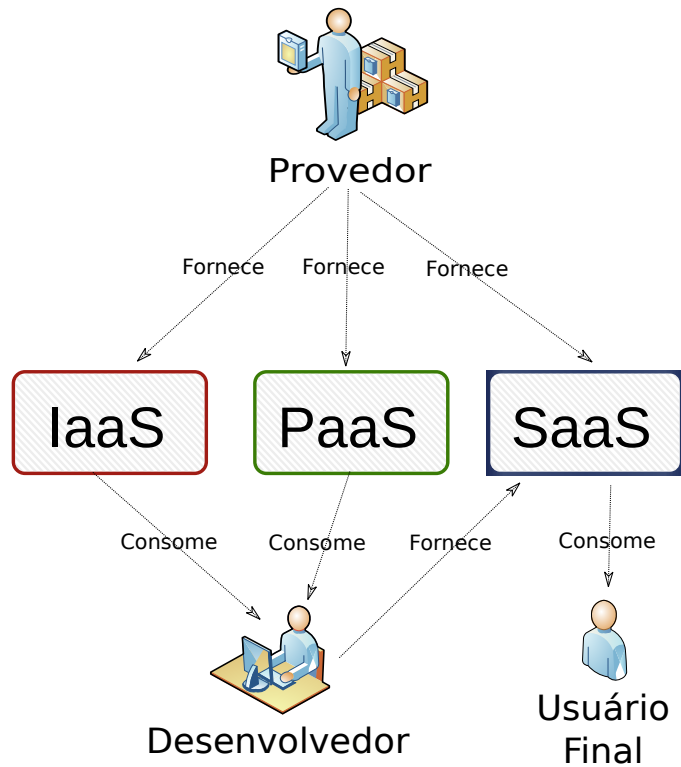 Provedor
Fornece
Fornece
Fornece
IaaS
PaaS
SaaS
Consome
Consome
Fornece
Consome
Desenvolvedor
Usuário
Final